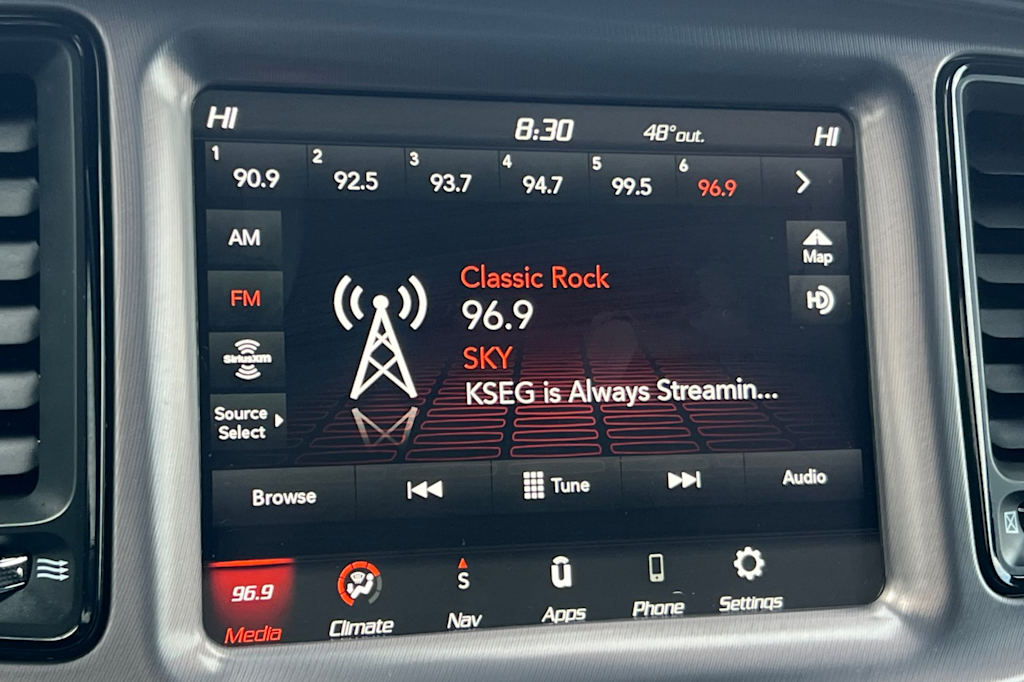 HI 8:30 48° out. HI
1 90.9 2 92.5 3 93.7 4 94.7 5 99.5 6 96.9
AM
FM
SiriusXM
Source
Select
Classic Rock
96.9
SKY
KSEG is Always Streamin...
Map
HD
Browse Tune Audio
96.9 S u
Media Climate Nav Apps Phone Settings